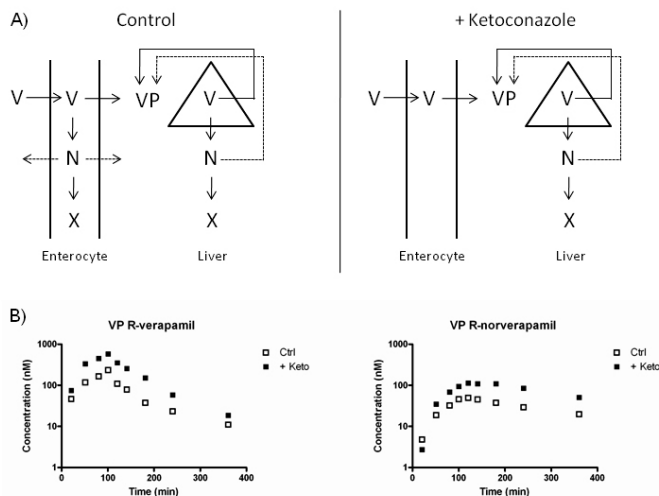 A)
Control
+ Ketoconazole
V V VP V
N N
X X
Enterocyte Liver
V V VP V
N
X
Enterocyte Liver
B)
VP R-verapamil
Concentration (nM)
1000
100
10
1
0 100 200 300 400
Time (min)
Ctrl
+ Keto
VP R-norverapamil
Concentration (nM)
1000
100
10
1
0 100 200 300 400
Time (min)
Ctrl
+ Keto